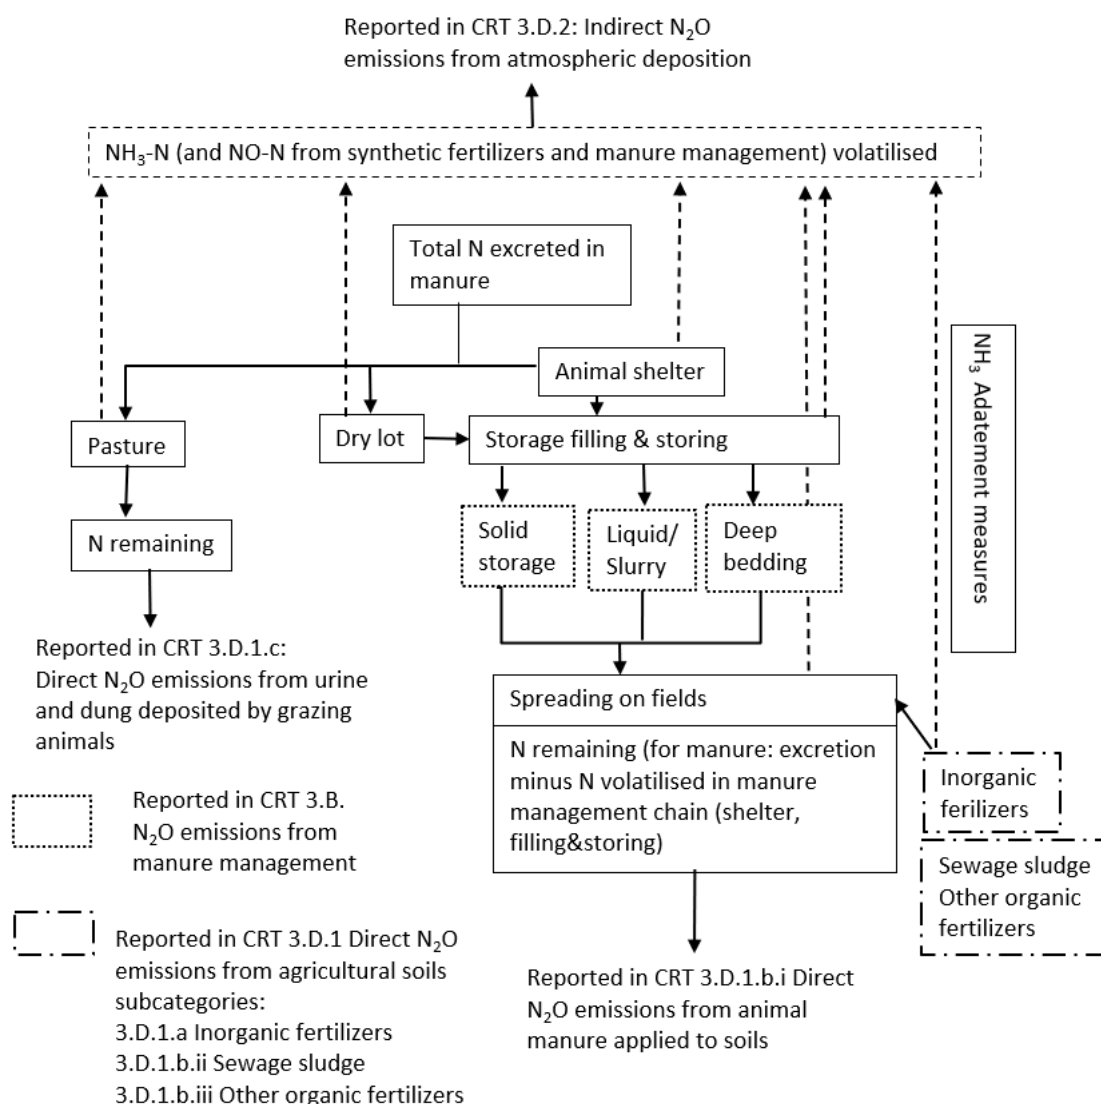 Reported in CRT 3.D.2: Indirect N₂O
emissions from atmospheric deposition
NH₃-N (and NO-N from synthetic fertilizers and manure management) volatilised
Total N excreted in
manure
Animal shelter
NH₃ Adatement measures
Pasture
Dry lot
Storage filling & storing
N remaining
Solid
storage
Liquid/
Slurry
Deep
bedding
Reported in CRT 3.D.1.c:
Direct N₂O emissions from urine
and dung deposited by grazing
animals
Spreading on fields
N remaining (for manure: excretion
minus N volatilised in manure
management chain (shelter,
filling&storing)
Inorganic
ferilizers
Sewage sludge
Other organic
fertilizers
Reported in CRT 3.B.
N₂O emissions from
manure management
Reported in CRT 3.D.1 Direct N₂O
emissions from agricultural soils
subcategories:
3.D.1.a Inorganic fertilizers
3.D.1.b.ii Sewage sludge
3.D.1.b.iii Other organic fertilizers
Reported in CRT 3.D.1.b.i Direct
N₂O emissions from animal
manure applied to soils